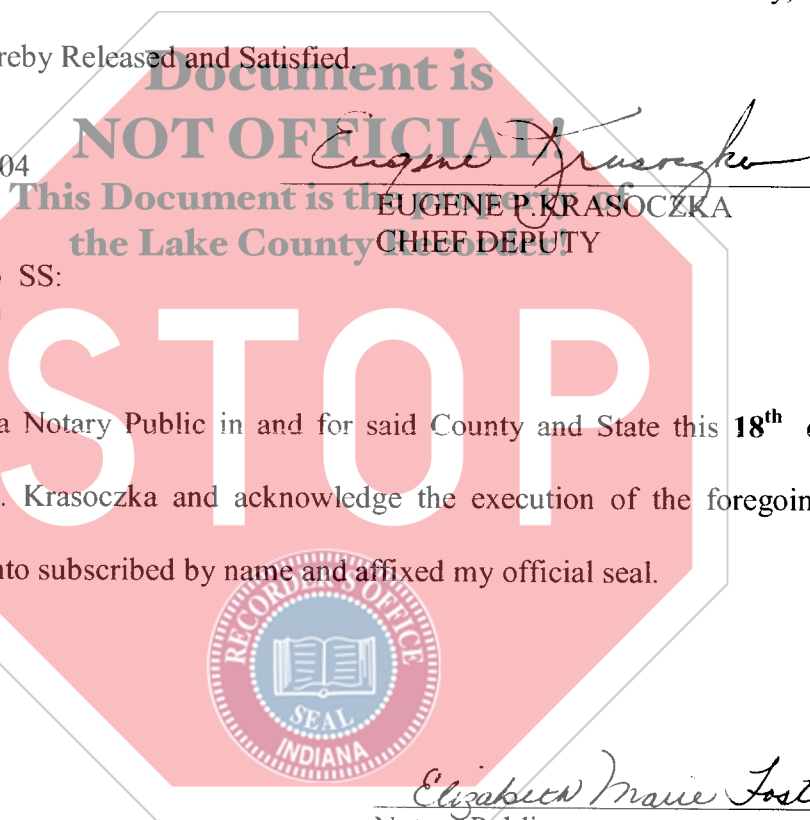 reby Released and Satisfied.
Document is
NOT OFFICIAL!
04
Eugene Krasoczka
This Document is the property of
EUGENE P.KRASOCZKA
the Lake County Recorder!
CHIEF DEPUTY
SS:
STOP
a Notary Public in and for said County and State this 18th
. Krasoczka and acknowledge the execution of the foregoin
nto subscribed by name and affixed my official seal.
RECORDER'S OFFICE
SEAL
INDIANA
Elizabeth Marie Fost